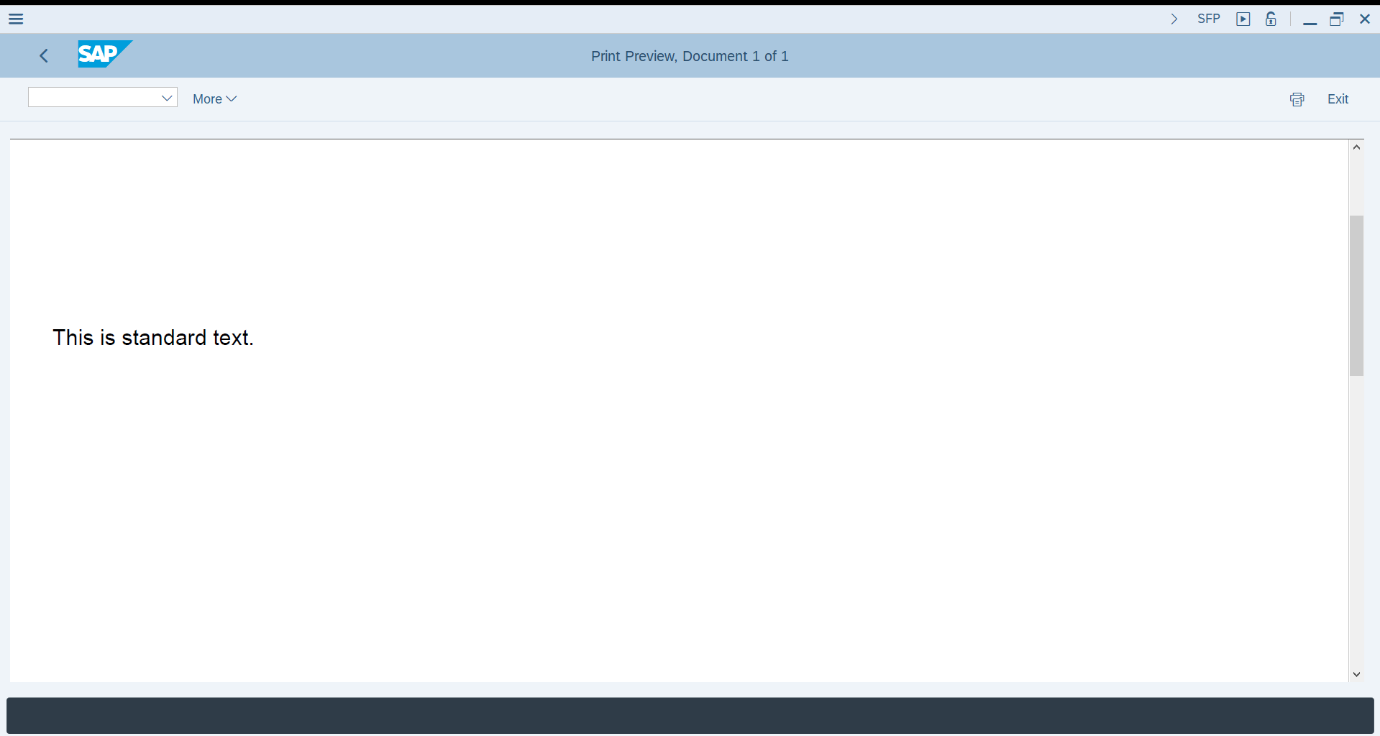 SFP
SAP
Print Preview, Document 1 of 1
More
Exit
This is standard text.